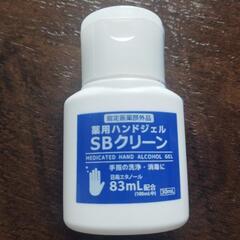 指定医薬部外品
薬用ハンドジェル
SBクリーン
MEDICATED HAND ALCOHOL GEL
手指の洗浄・消毒に
日局エタノール
83mL配合
(100mL中)
30mL